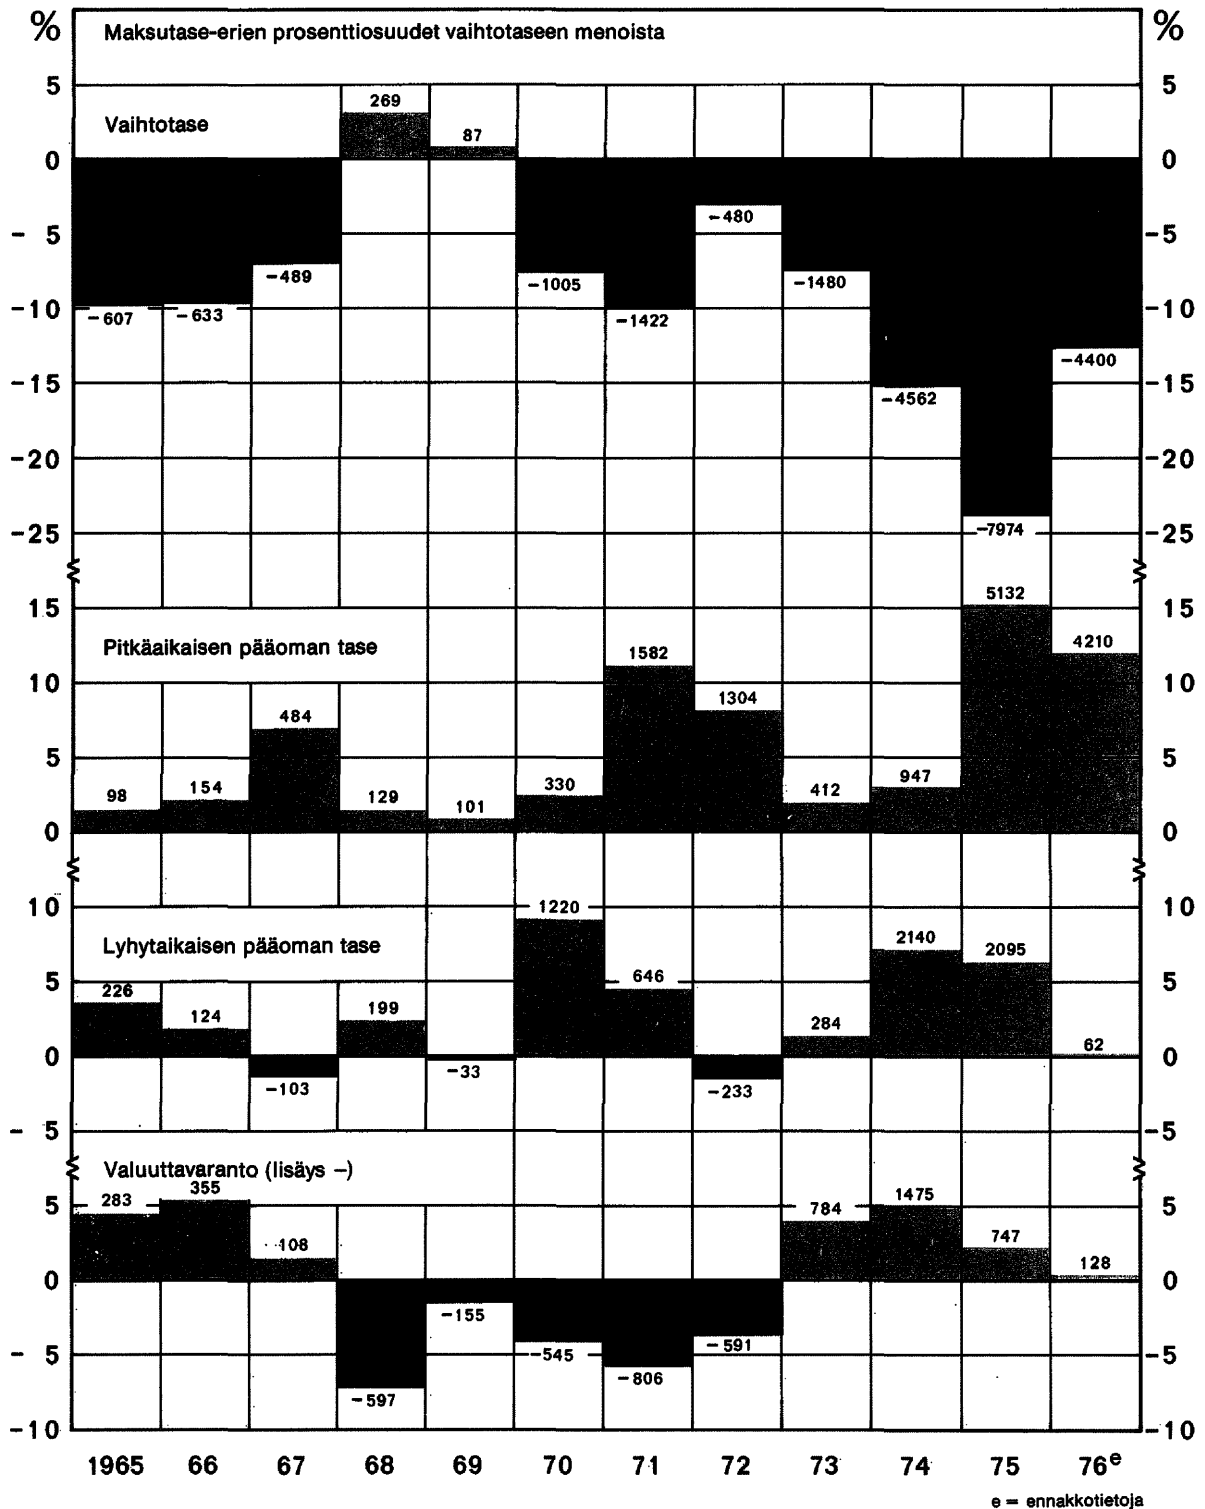 % Maksutase-erien prosenttiosuudet vaihtotaseen menoista %
5 5
269
87
Vaihtotase
0 0
-480
- 5 -5
-489 -1005 -1480
-10 -10
-607 -633 -1422
-4400
-15 -15
-4562
-20 -20
-25 -7974 -25
5132
15 15
Pitkäaikaisen pääoman tase 1582 4210
10 1304 10
484
5 5
98 154 129 101 330 412 947
0 0
10 1220 10
Lyhytaikaisen pääoman tase 2140 2095
5 646 5
226 124 199 284
62
0 0
-103 -33 -233
- 5 -5
Valuuttavaranto (lisäys –)
283 355 784 1475
5 5
108 747 128
0 0
-155
-545 -591
- 5 -5
-597 -806
-10 -10
1965 66 67 68 69 70 71 72 73 74 75 76e
e = ennakkotietoja